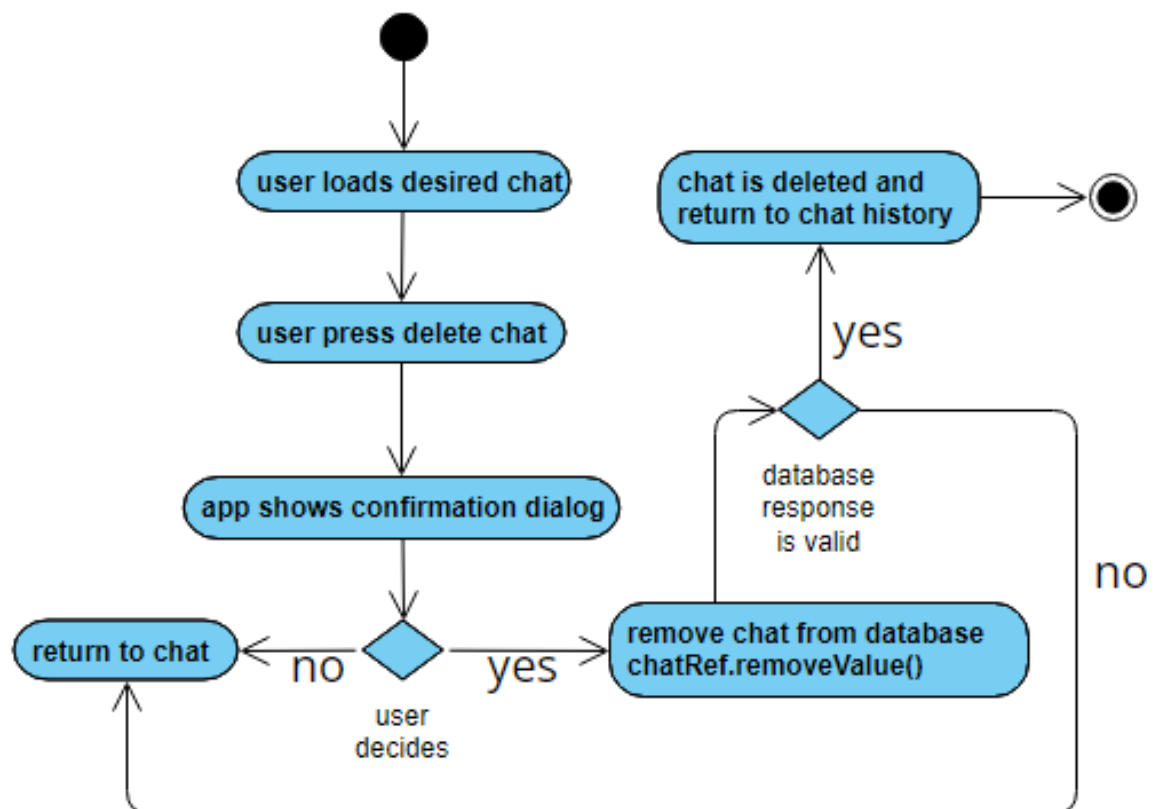 user loads desired chat
user press delete chat
app shows confirmation dialog
user
decides
no
return to chat
yes
remove chat from database
chatRef.removeValue()
database
response
is valid
no
yes
chat is deleted and
return to chat history